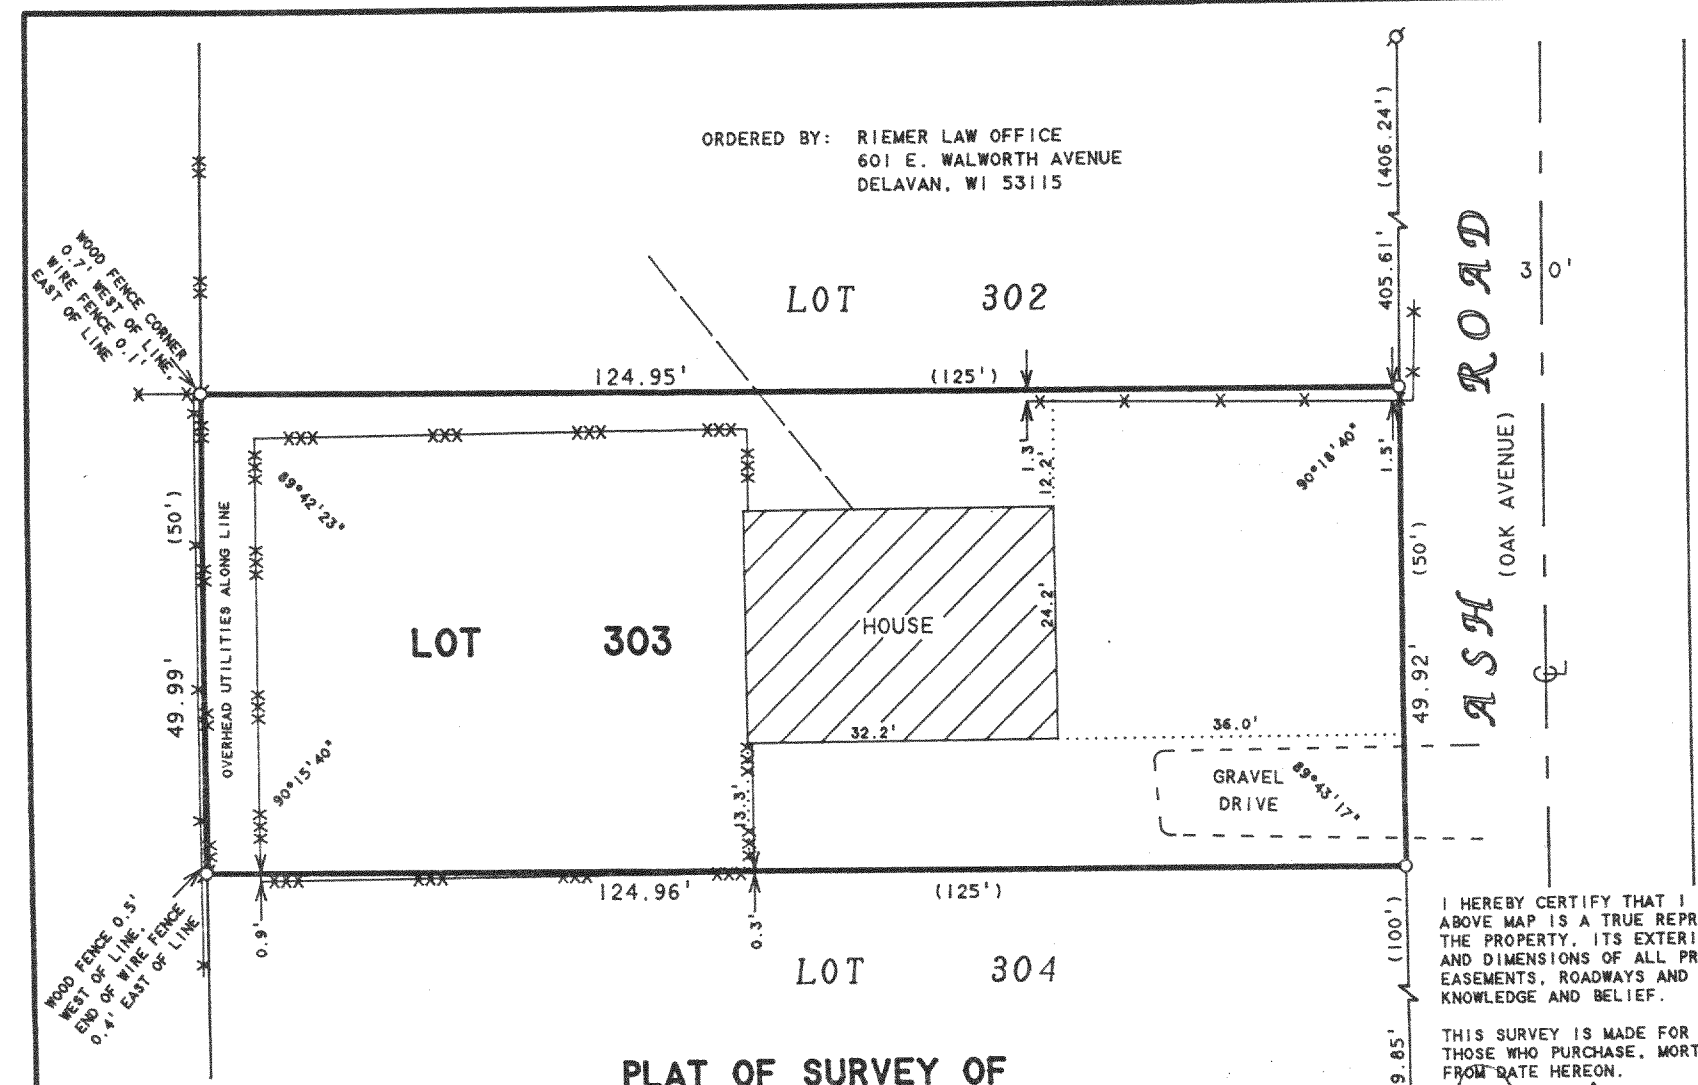 ORDERED BY: RIEMER LAW OFFICE
601 E. WALWORTH AVENUE
DELAVAN, WI 53115
(406.24')
405.61'
WOOD FENCE CORNER
0.7' WEST OF LINE,
WIRE FENCE 0.1'
EAST OF LINE
LOT 302
ASH ROAD
(OAK AVENUE)
30'
124.95' (125')
1.3'
12.2'
1.5'
90°18'40"
89°42'23"
(50')
49.99'
OVERHEAD UTILITIES ALONG LINE
LOT 303
HOUSE
24.2'
32.2'
36.0'
(50')
49.92'
CL
GRAVEL
DRIVE
89°43'17"
90°15'40"
13.3'
124.96' (125')
0.9'
0.3'
WOOD FENCE 0.5'
WEST OF LINE,
END OF WIRE FENCE
0.4' EAST OF LINE
LOT 304
(100')
9.85'
I HEREBY CERTIFY THAT I
ABOVE MAP IS A TRUE REPR
THE PROPERTY, ITS EXTERI
AND DIMENSIONS OF ALL PR
EASEMENTS, ROADWAYS AND
KNOWLEDGE AND BELIEF.
THIS SURVEY IS MADE FOR
THOSE WHO PURCHASE, MORT
FROM DATE HEREON.
PLAT OF SURVEY OF